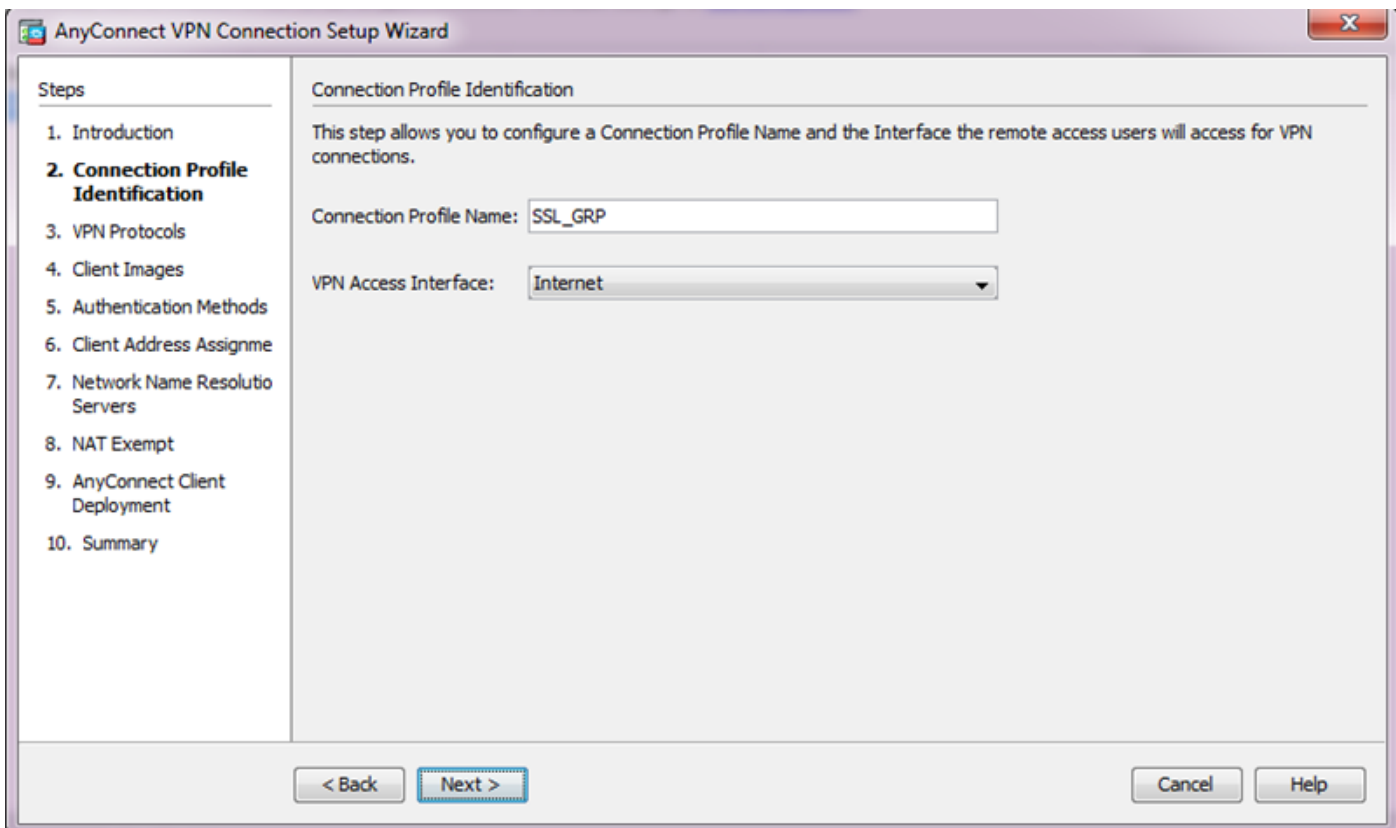 AnyConnect VPN Connection Setup Wizard
Steps
1. Introduction
2. Connection Profile
Identification
3. VPN Protocols
4. Client Images
5. Authentication Methods
6. Client Address Assignme
7. Network Name Resolutio
Servers
8. NAT Exempt
9. AnyConnect Client
Deployment
10. Summary
Connection Profile Identification
This step allows you to configure a Connection Profile Name and the Interface the remote access users will access for VPN
connections.
Connection Profile Name: SSL_GRP
VPN Access Interface: Internet
< Back Next > Cancel Help